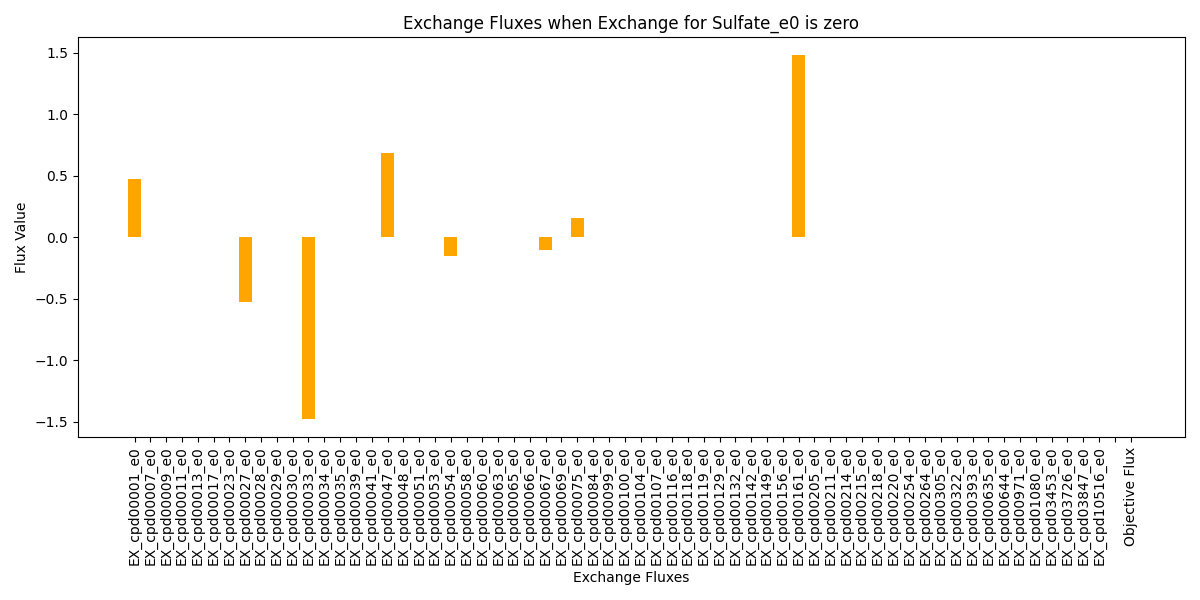 Exchange Fluxes when Exchange for Sulfate_e0 is zero
Flux Value
1.5
1.0
0.5
0.0
−0.5
−1.0
−1.5
EX_cpd00001_e0
EX_cpd00007_e0
EX_cpd00009_e0
EX_cpd00011_e0
EX_cpd00013_e0
EX_cpd00017_e0
EX_cpd00023_e0
EX_cpd00027_e0
EX_cpd00028_e0
EX_cpd00029_e0
EX_cpd00030_e0
EX_cpd00033_e0
EX_cpd00034_e0
EX_cpd00035_e0
EX_cpd00039_e0
EX_cpd00041_e0
EX_cpd00047_e0
EX_cpd00048_e0
EX_cpd00051_e0
EX_cpd00053_e0
EX_cpd00054_e0
EX_cpd00058_e0
EX_cpd00060_e0
EX_cpd00063_e0
EX_cpd00065_e0
EX_cpd00066_e0
EX_cpd00067_e0
EX_cpd00069_e0
EX_cpd00075_e0
EX_cpd00084_e0
EX_cpd00099_e0
EX_cpd00100_e0
EX_cpd00104_e0
EX_cpd00107_e0
EX_cpd00116_e0
EX_cpd00118_e0
EX_cpd00119_e0
EX_cpd00129_e0
EX_cpd00132_e0
EX_cpd00142_e0
EX_cpd00149_e0
EX_cpd00156_e0
EX_cpd00161_e0
EX_cpd00205_e0
EX_cpd00211_e0
EX_cpd00214_e0
EX_cpd00215_e0
EX_cpd00218_e0
EX_cpd00220_e0
EX_cpd00254_e0
EX_cpd00264_e0
EX_cpd00305_e0
EX_cpd00322_e0
EX_cpd00393_e0
EX_cpd00635_e0
EX_cpd00644_e0
EX_cpd00971_e0
EX_cpd01080_e0
EX_cpd03453_e0
EX_cpd03726_e0
EX_cpd03847_e0
EX_cpd10516_e0
Objective Flux
Exchange Fluxes